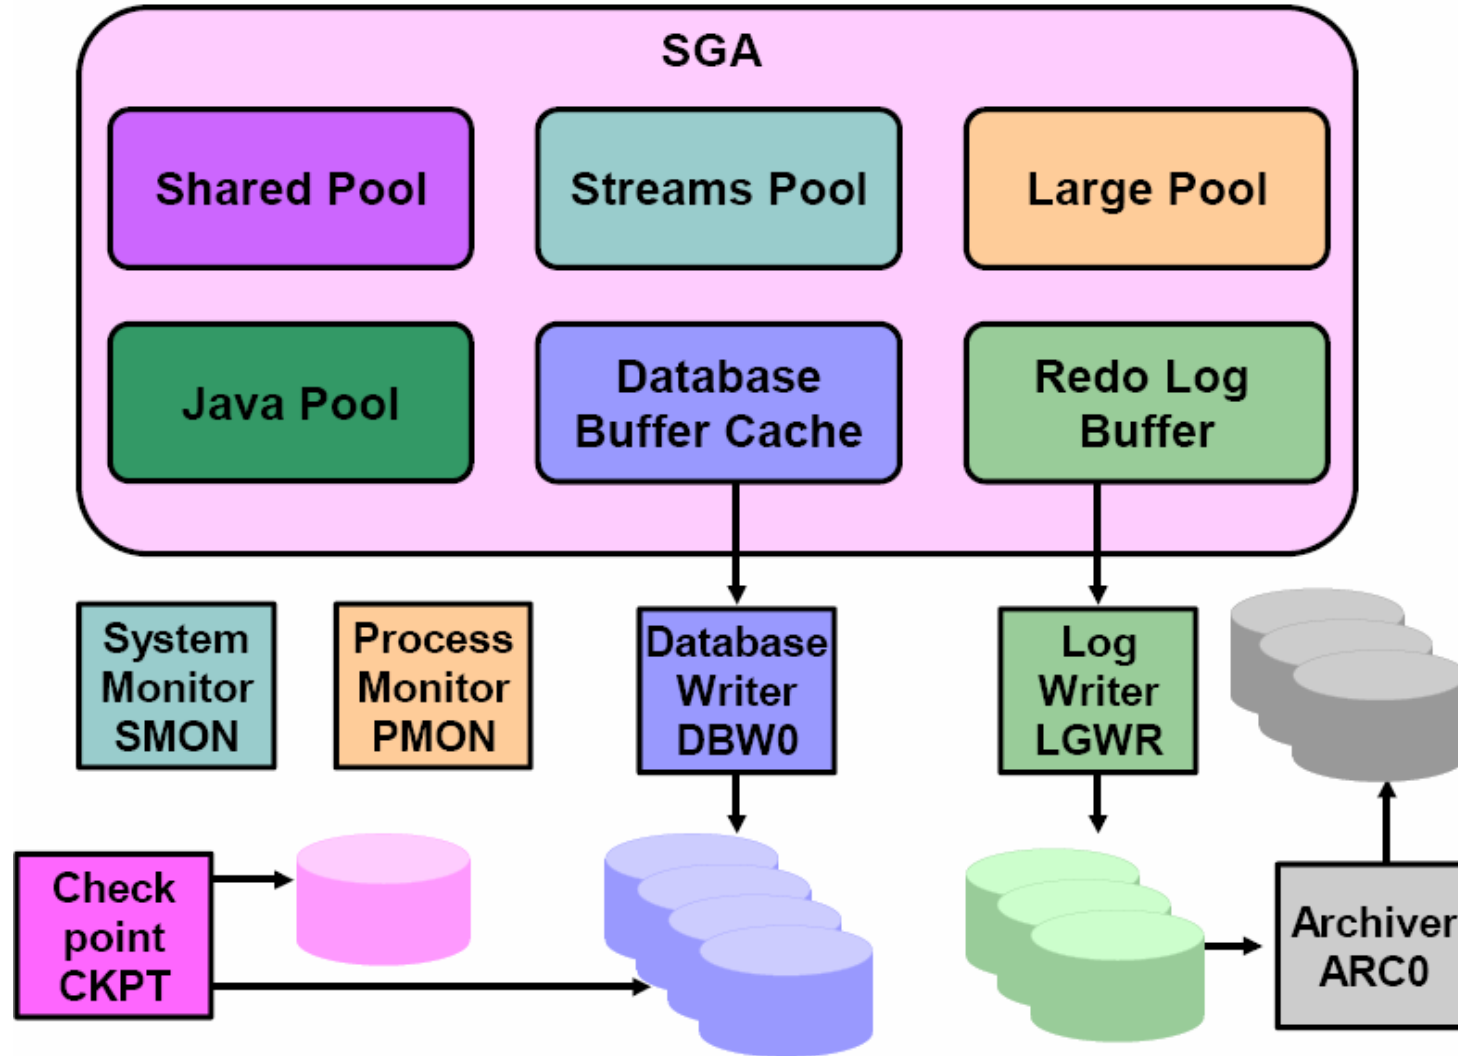 SGA
Shared Pool
Streams Pool
Large Pool
Java Pool
Database
Buffer Cache
Redo Log
Buffer
System
Monitor
SMON
Process
Monitor
PMON
Database
Writer
DBW0
Log
Writer
LGWR
Check
point
CKPT
Archiver
ARC0